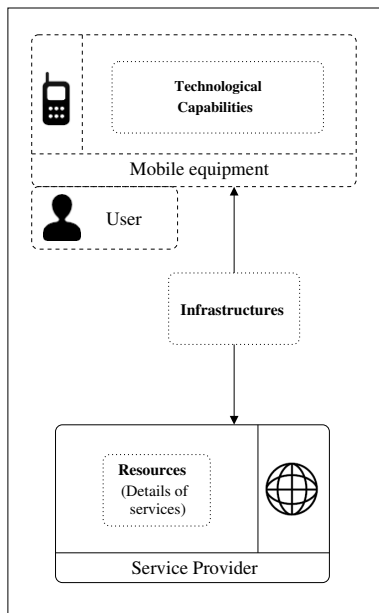 Technological
Capabilities
Mobile equipment
User
Infrastructures
Resources
(Details of
services)
Service Provider